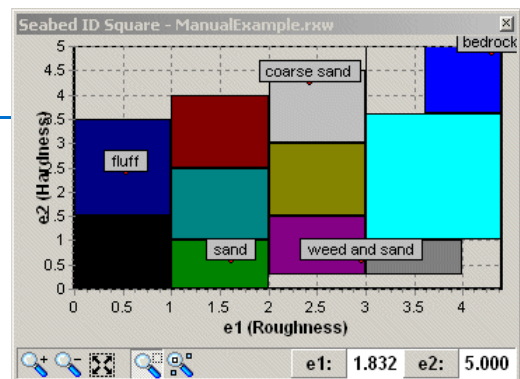 Seabed ID Square - ManualExample.rxw
bedrock
coarse sand
fluff
sand
weed and sand
5
4.5
4
3.5
3
2.5
2
1.5
1
0.5
0
e2 (Hardness)
0 0.5 1 1.5 2 2.5 3 3.5 4
e1 (Roughness)
e1: 1.832 e2: 5.000